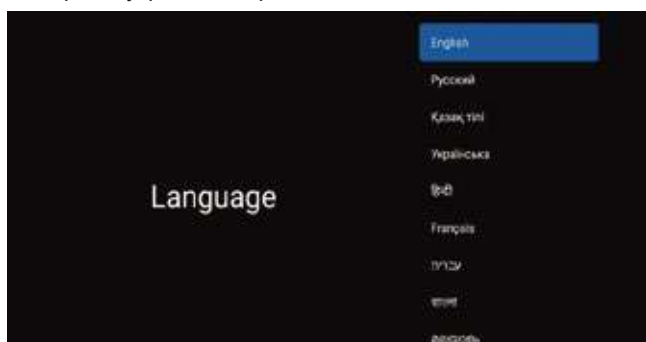 English
Русский
Қазақ тілі
Українська
हिन्दी
Language
Français
עברית
বাংলা